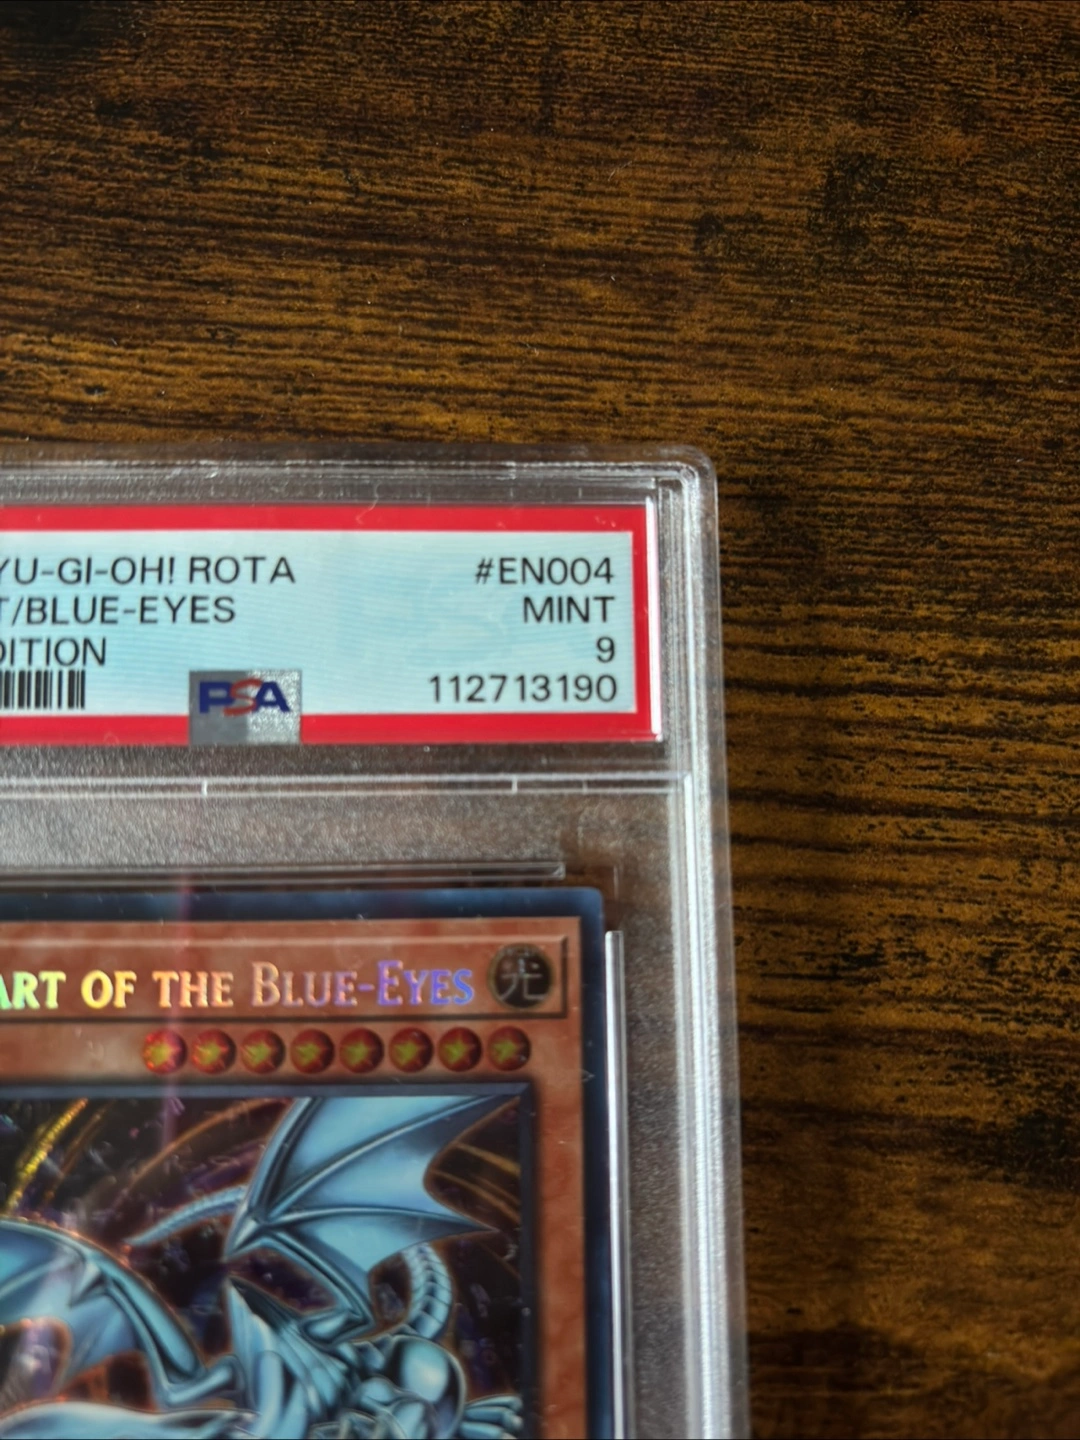 YU-GI-OH! ROTA #EN004
T/BLUE-EYES MINT
DITION 9
PSA 112713190
ART OF THE BLUE-EYES 光